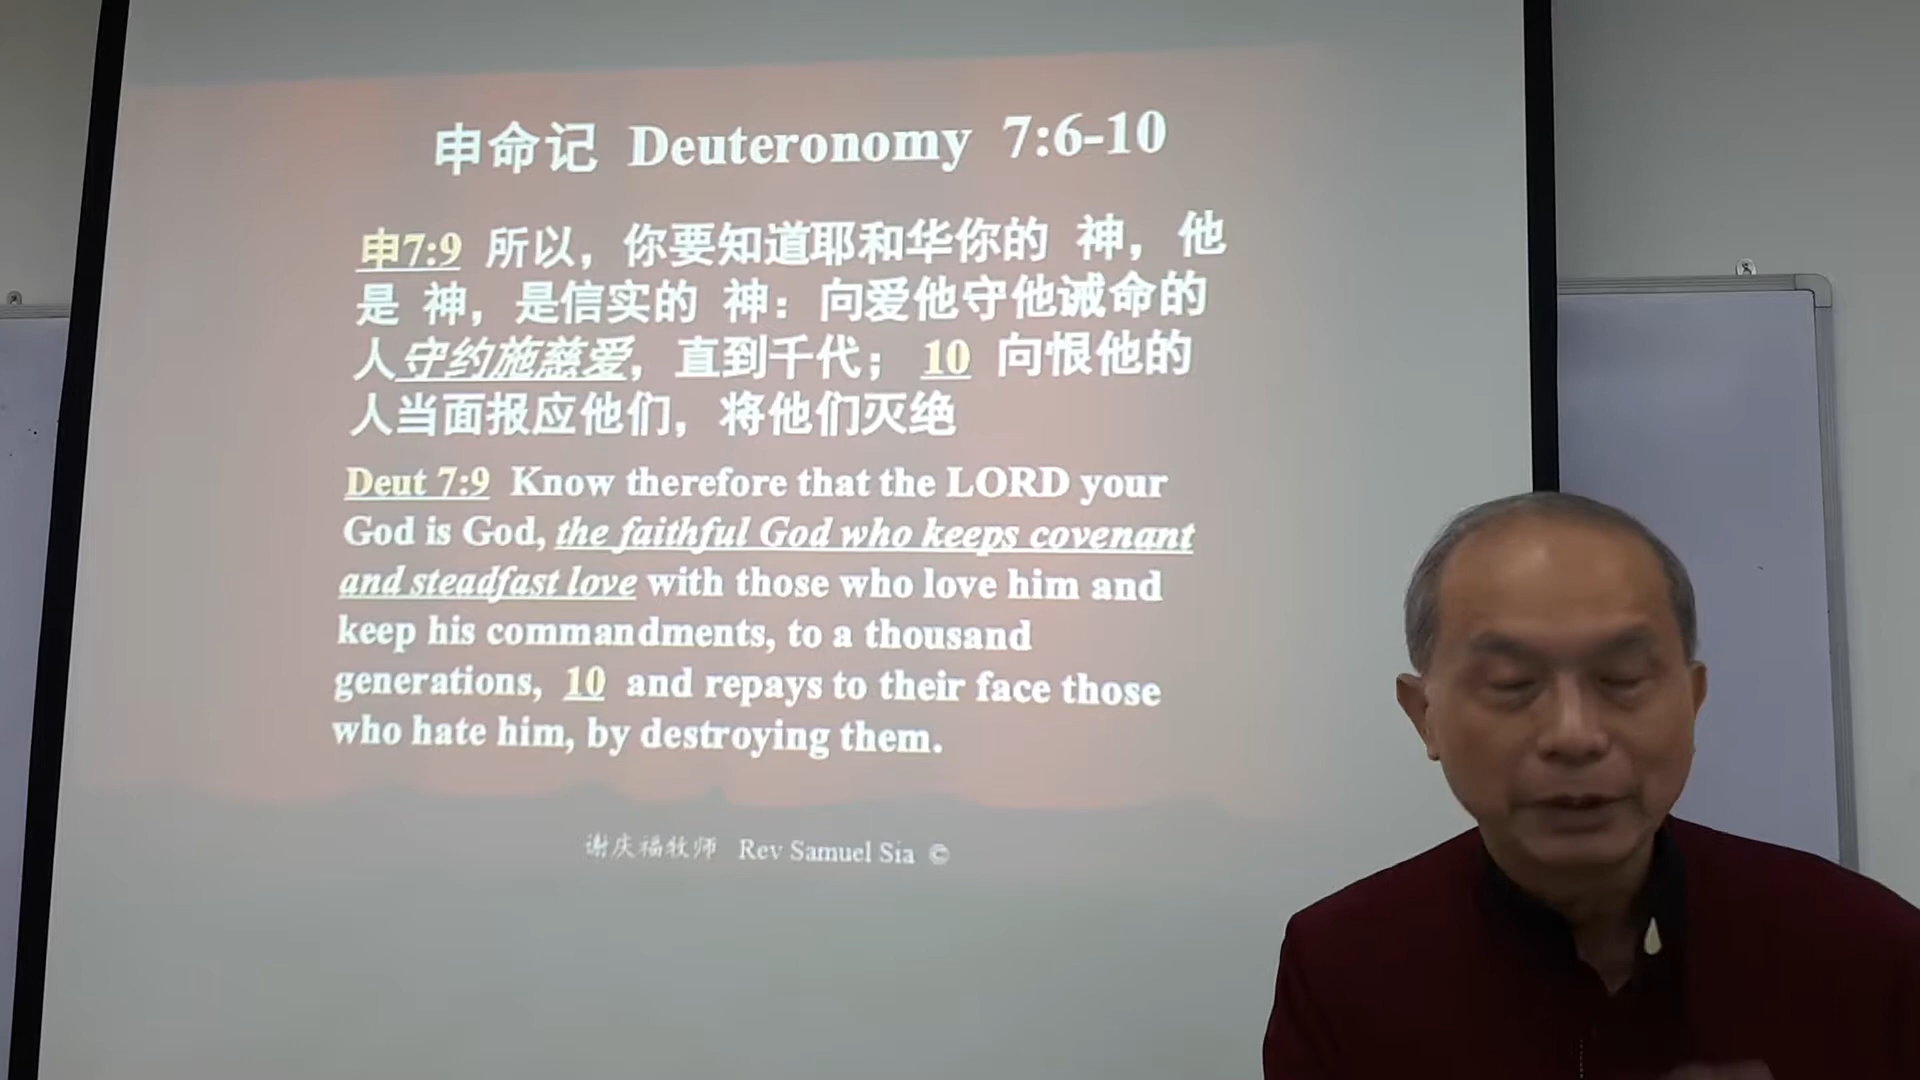 申命记 Deuteronomy 7:6-10
申7:9 所以，你要知道耶和华你的 神，他
是 神，是信实的 神：向爱他守他诫命的
人守约施慈爱，直到千代； 10 向恨他的
人当面报应他们，将他们灭绝
Deut 7:9 Know therefore that the LORD your
God is God, the faithful God who keeps covenant
and steadfast love with those who love him and
keep his commandments, to a thousand
generations, 10 and repays to their face those
who hate him, by destroying them.
谢庆福牧师 Rev Samuel Sia ©